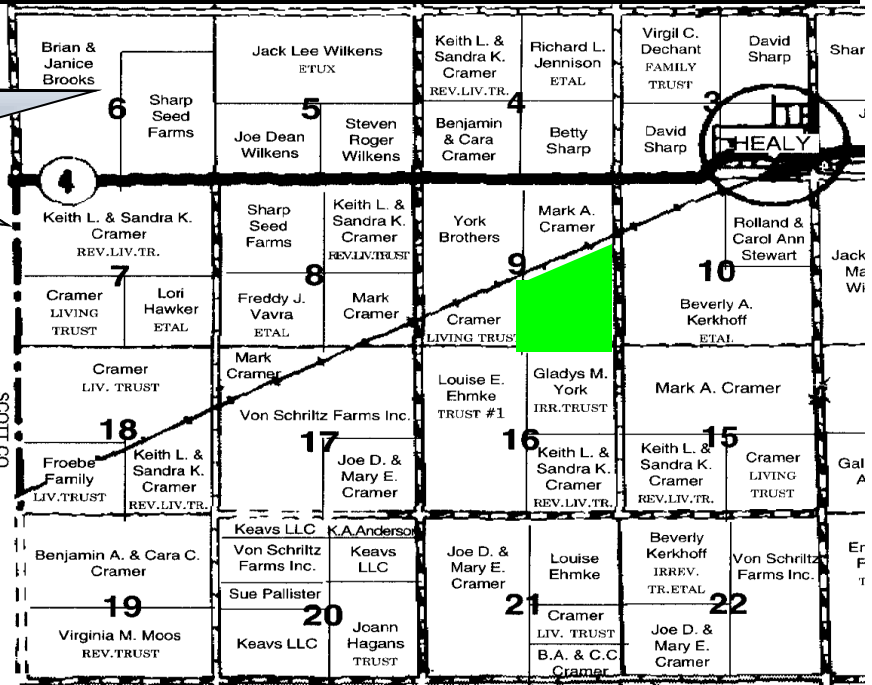 Brian &
Janice
Brooks
6
Sharp
Seed
Farms
Jack Lee Wilkens
ETUX
5
Joe Dean
Wilkens
Steven
Roger
Wilkens
Keith L. &
Sandra K.
Cramer
REV.LIV.TR.
Richard L.
Jennison
ETAL
4
Benjamin
& Cara
Cramer
Betty
Sharp
Virgil C.
Dechant
FAMILY
TRUST
David
Sharp
3
David
Sharp
HEALY
Shar
4
Keith L. & Sandra K.
Cramer
REV.LIV.TR.
7
Cramer
LIVING
TRUST
Lori
Hawker
ETAL
Sharp
Seed
Farms
Keith L. &
Sandra K.
Cramer
REV.LIV.TRUST
8
Freddy J.
Vavra
ETAL
Mark
Cramer
York
Brothers
Mark A.
Cramer
9
Cramer
LIVING TRUST
Rolland &
Carol Ann
Stewart
10
Beverly A.
Kerkhoff
ETAL
Jack
Ma
Wi
Cramer
LIV. TRUST
18
Froebe
Family
LIV.TRUST
Keith L. &
Sandra K.
Cramer
REV.LIV.TR.
SCOTT CO
Mark
Cramer
Von Schriltz Farms Inc.
17
Joe D. &
Mary E.
Cramer
Louise E.
Ehmke
TRUST #1
Gladys M.
York
IRR.TRUST
16
Keith L. &
Sandra K.
Cramer
REV.LIV.TR.
Mark A. Cramer
15
Keith L. &
Sandra K.
Cramer
REV.LIV.TR.
Cramer
LIVING
TRUST
Gal
A
Benjamin A. & Cara C.
Cramer
19
Virginia M. Moos
REV.TRUST
Keavs LLC
K.A.Anderson
Von Schriltz
Farms Inc.
Keavs
LLC
Sue Pallister
20
Keavs LLC
Joann
Hagans
TRUST
Joe D. &
Mary E.
Cramer
Louise
Ehmke
21
Cramer
LIV. TRUST
B.A. & C.C.
Cramer
Beverly
Kerkhoff
IRREV.
TR.ETAL
Von Schriltz
Farms Inc.
22
Joe D. &
Mary E.
Cramer